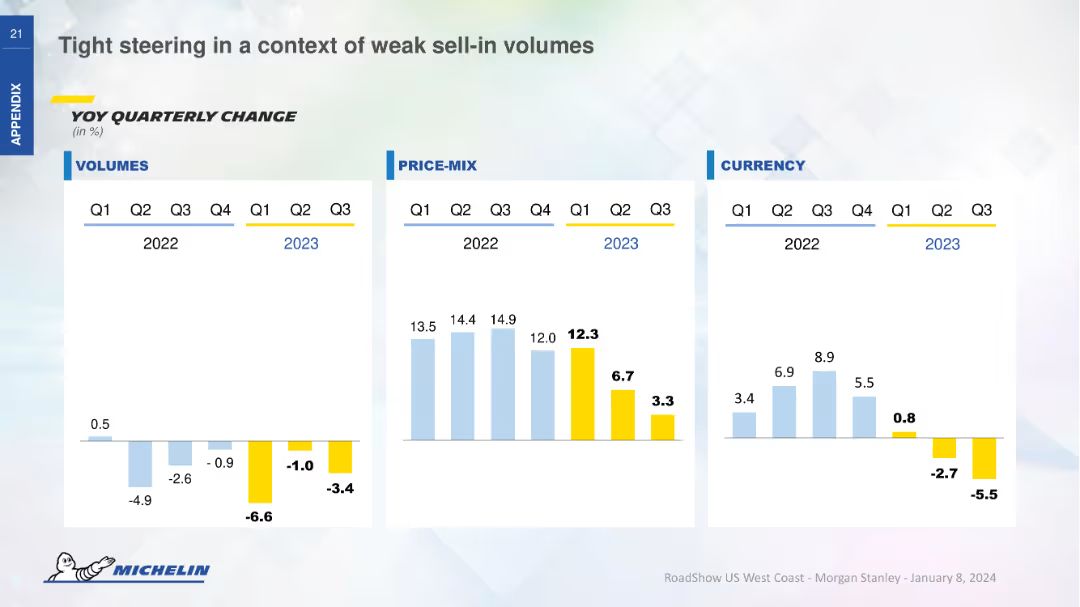 21
APPENDIX
Tight steering in a context of weak sell-in volumes
YOY QUARTERLY CHANGE
(in %)
VOLUMES
Q1 Q2 Q3 Q4 Q1 Q2 Q3
2022 2023
0.5
-4.9
-2.6
- 0.9
-6.6
-1.0
-3.4
PRICE-MIX
Q1 Q2 Q3 Q4 Q1 Q2 Q3
2022 2023
13.5
14.4
14.9
12.0
12.3
6.7
3.3
CURRENCY
Q1 Q2 Q3 Q4 Q1 Q2 Q3
2022 2023
3.4
6.9
8.9
5.5
0.8
-2.7
-5.5
MICHELIN
RoadShow US West Coast - Morgan Stanley - January 8, 2024